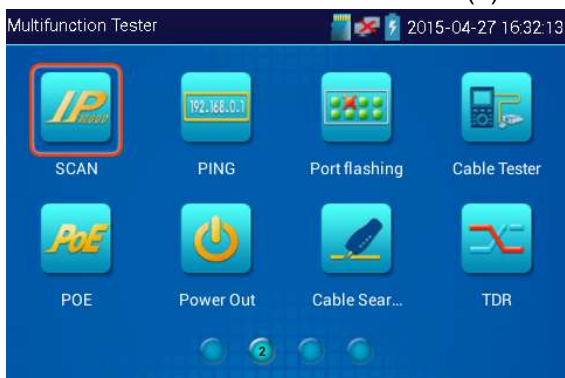 Multifunction Tester 2015-04-27 16:32:13
IP
192.168.0.1
SCAN PING Port flashing Cable Tester
PoE
POE Power Out Cable Sear... TDR
2